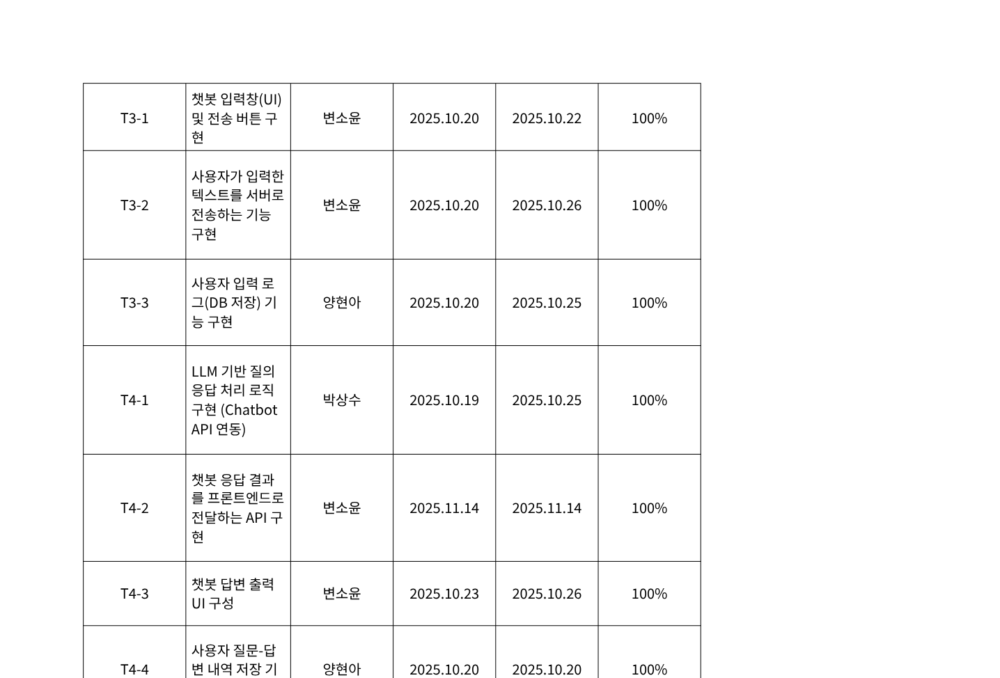 T3-1
챗봇 입력창(UI)
및 전송 버튼 구
현
변소윤
2025.10.20
2025.10.22
100%
T3-2
사용자가 입력한
텍스트를 서버로
전송하는 기능
구현
변소윤
2025.10.20
2025.10.26
100%
T3-3
사용자 입력 로
그(DB 저장) 기
능 구현
양현아
2025.10.20
2025.10.25
100%
T4-1
LLM 기반 질의
응답 처리 로직
구현 (Chatbot
API 연동)
박상수
2025.10.19
2025.10.25
100%
T4-2
챗봇 응답 결과
를 프론트엔드로
전달하는 API 구
현
변소윤
2025.11.14
2025.11.14
100%
T4-3
챗봇 답변 출력
UI 구성
변소윤
2025.10.23
2025.10.26
100%
T4-4
사용자 질문-답
변 내역 저장 기
양현아
2025.10.20
2025.10.20
100%